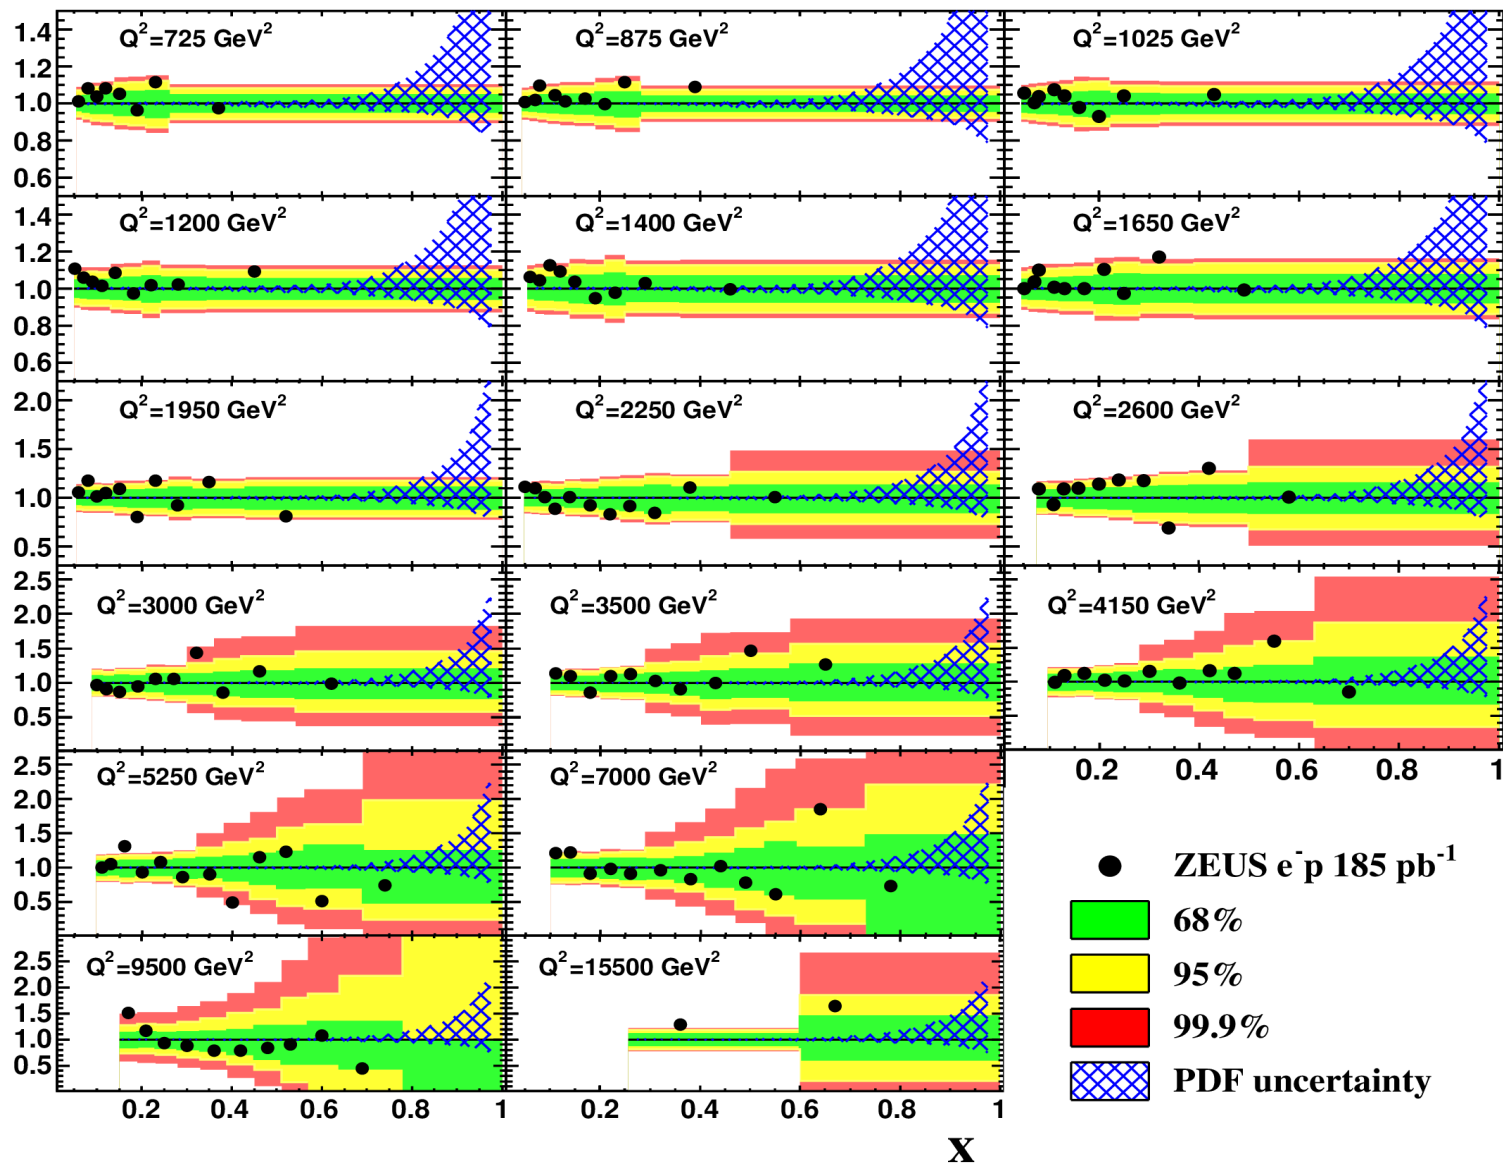 Q²=725 GeV² Q²=875 GeV² Q²=1025 GeV²
1.4
1.2
1.0
0.8
0.6
Q²=1200 GeV² Q²=1400 GeV² Q²=1650 GeV²
1.4
1.2
1.0
0.8
0.6
Q²=1950 GeV² Q²=2250 GeV² Q²=2600 GeV²
2.0
1.5
1.0
0.5
Q²=3000 GeV² Q²=3500 GeV² Q²=4150 GeV²
2.5
2.0
1.5
1.0
0.5
0.2 0.4 0.6 0.8 1
Q²=5250 GeV² Q²=7000 GeV²
2.5
2.0
1.5
1.0
0.5
Q²=9500 GeV² Q²=15500 GeV²
2.5
2.0
1.5
1.0
0.5
0.2 0.4 0.6 0.8 1 0.2 0.4 0.6 0.8 1
x
ZEUS e⁻p 185 pb⁻¹
68%
95%
99.9%
PDF uncertainty